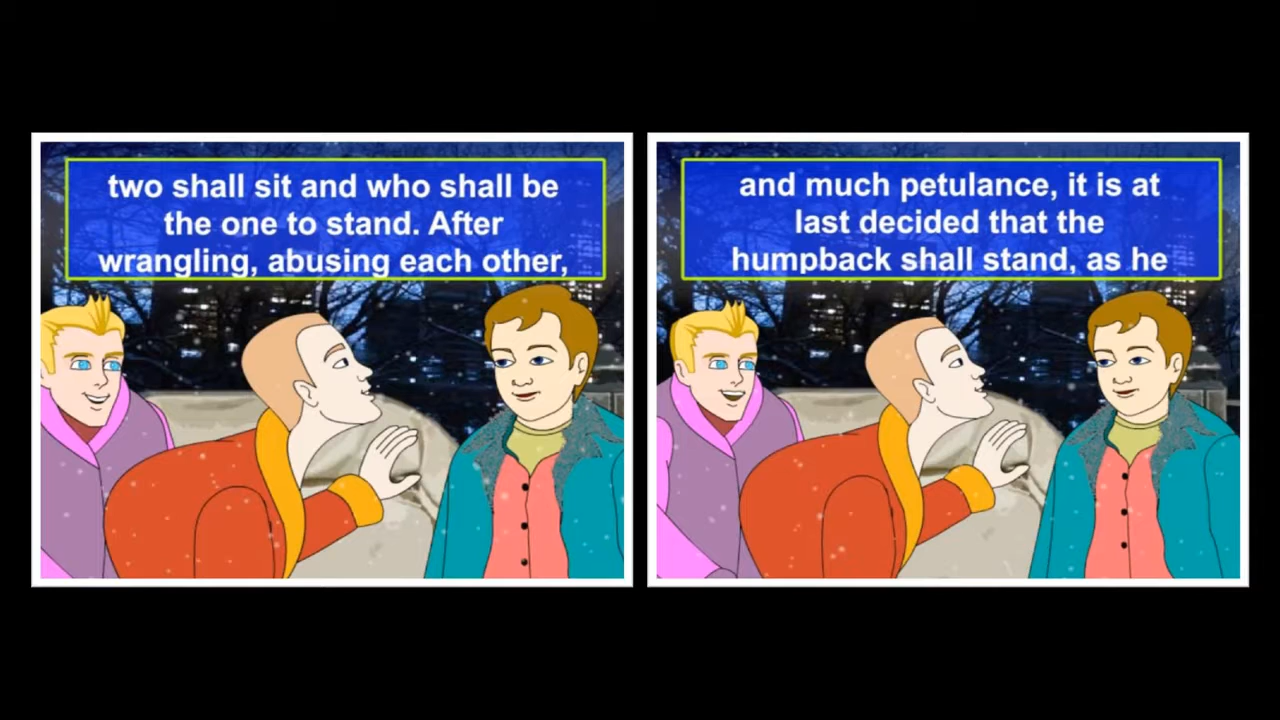 two shall sit and who shall be
the one to stand. After
wrangling, abusing each other,
and much petulance, it is at
last decided that the
humpback shall stand, as he